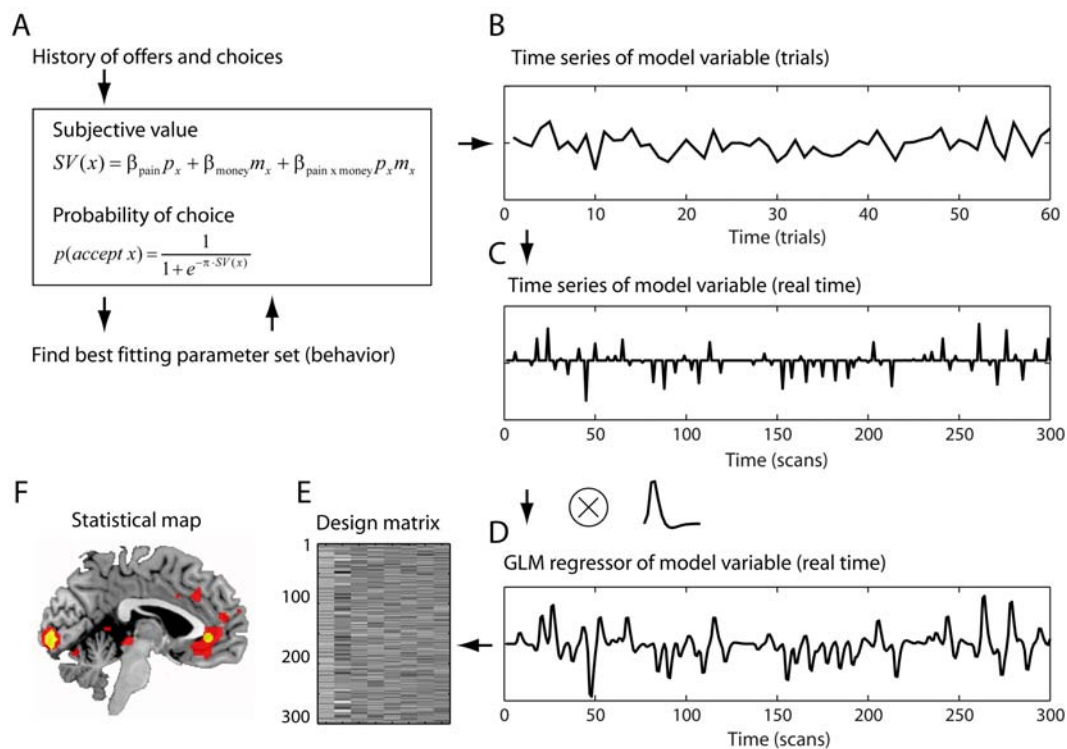 A
History of offers and choices
Subjective value
SV(x) = β_pain p_x + β_money m_x + β_pain x money p_x m_x
Probability of choice
p(accept x) = 1 / (1 + e^(−π·SV(x)))
Find best fitting parameter set (behavior)
B
Time series of model variable (trials)
0 10 20 30 40 50 60
Time (trials)
C
Time series of model variable (real time)
0 50 100 150 200 250 300
Time (scans)
D
GLM regressor of model variable (real time)
0 50 100 150 200 250 300
Time (scans)
E
Design matrix
1
100
200
300
F
Statistical map